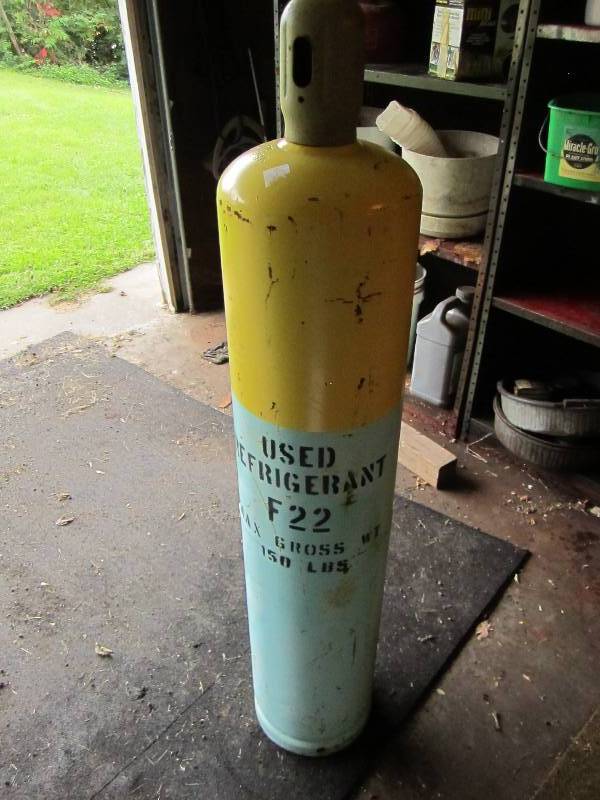 USED
REFRIGERANT
F22
MAX GROSS WT
150 LBS
Miracle-Gro